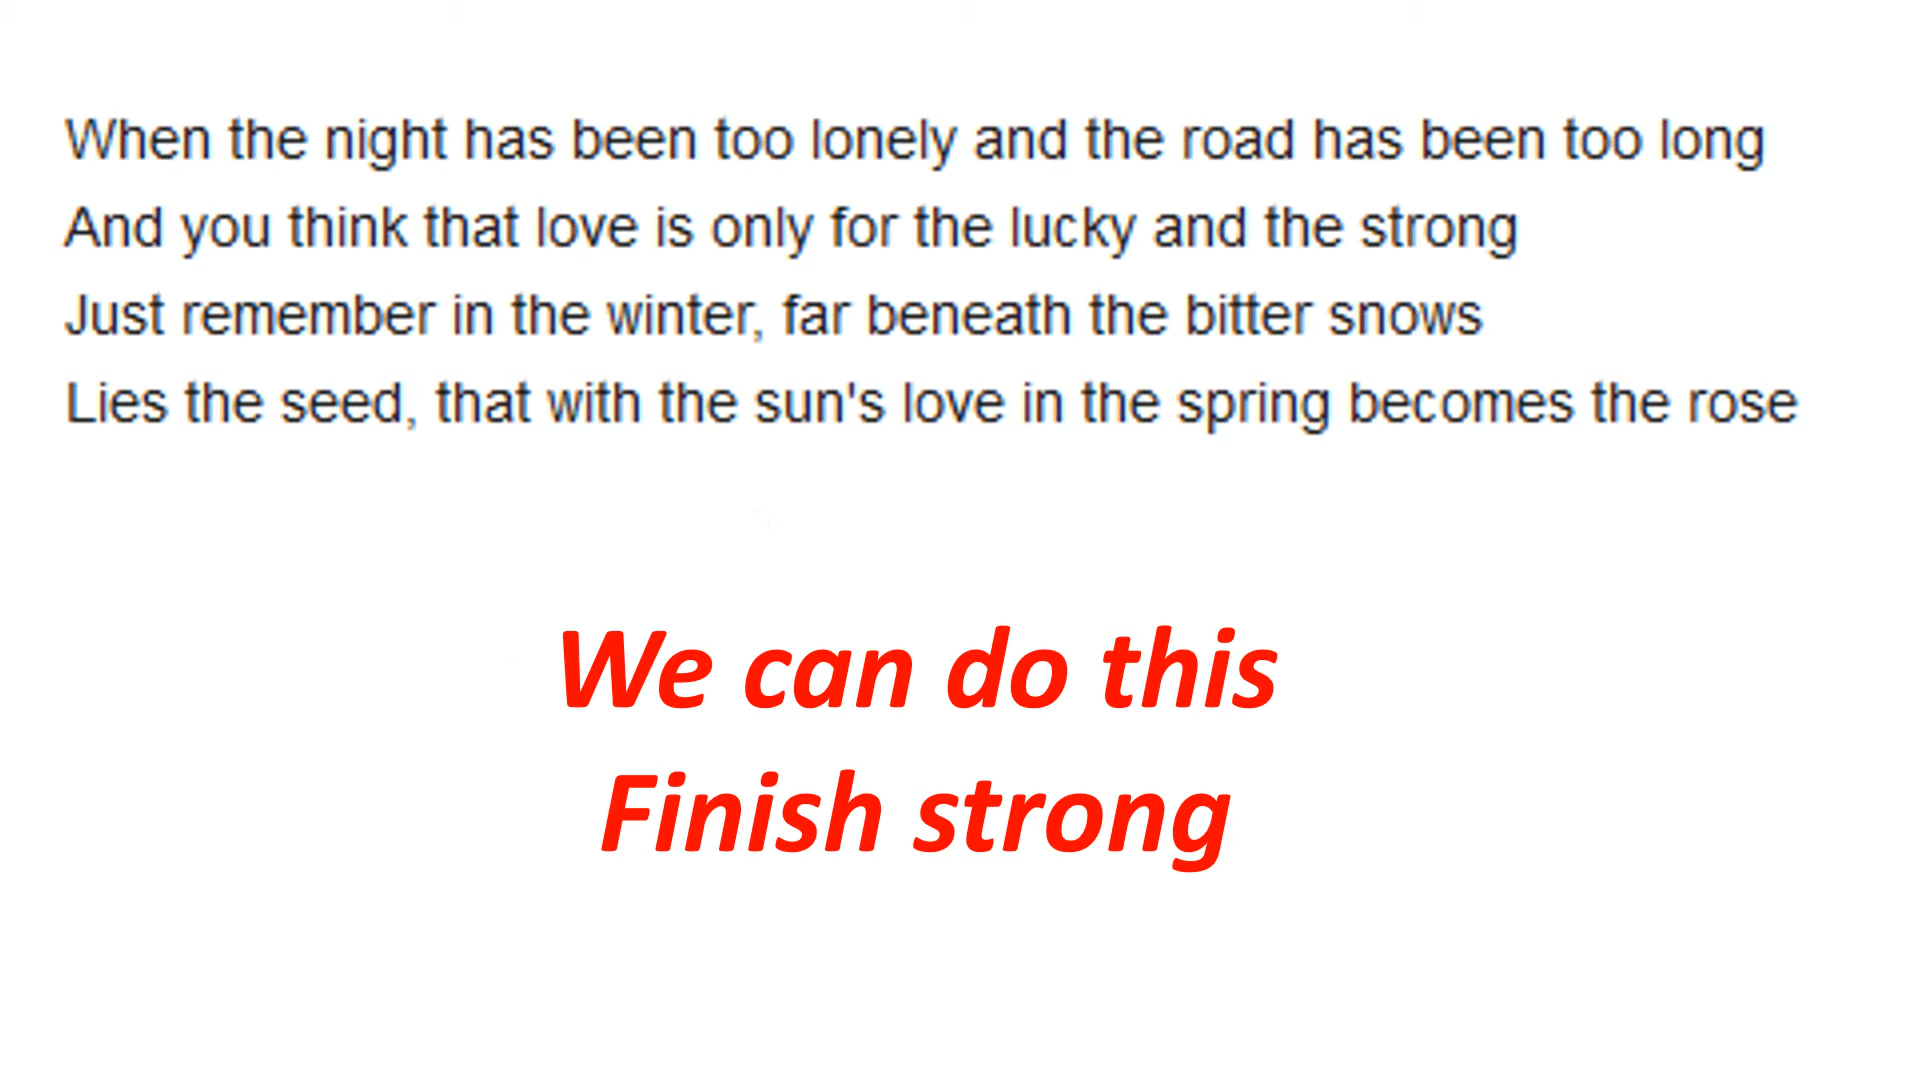 When the night has been too lonely and the road has been too long
And you think that love is only for the lucky and the strong
Just remember in the winter, far beneath the bitter snows
Lies the seed, that with the sun's love in the spring becomes the rose
We can do this
Finish strong